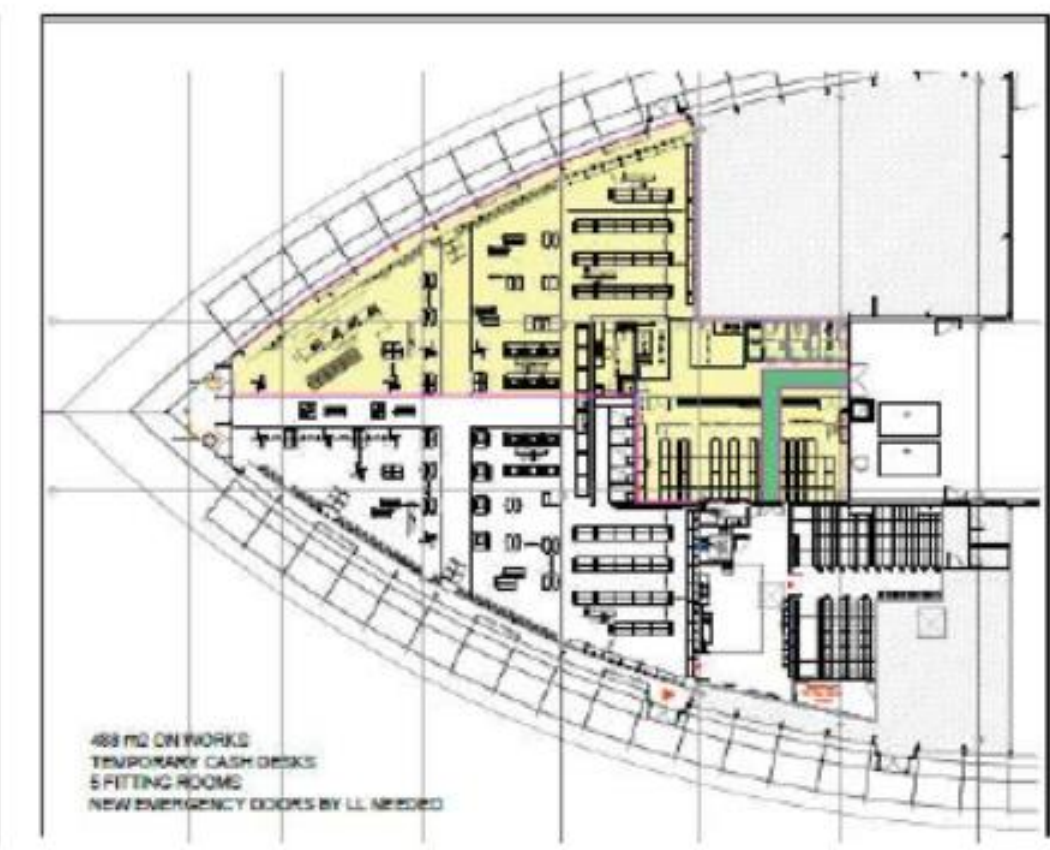 488 m2 ON WORKS
TEMPORARY CASH DESKS
5 FITTING ROOMS
NEW EMERGENCY DOORS BY LL NEEDED